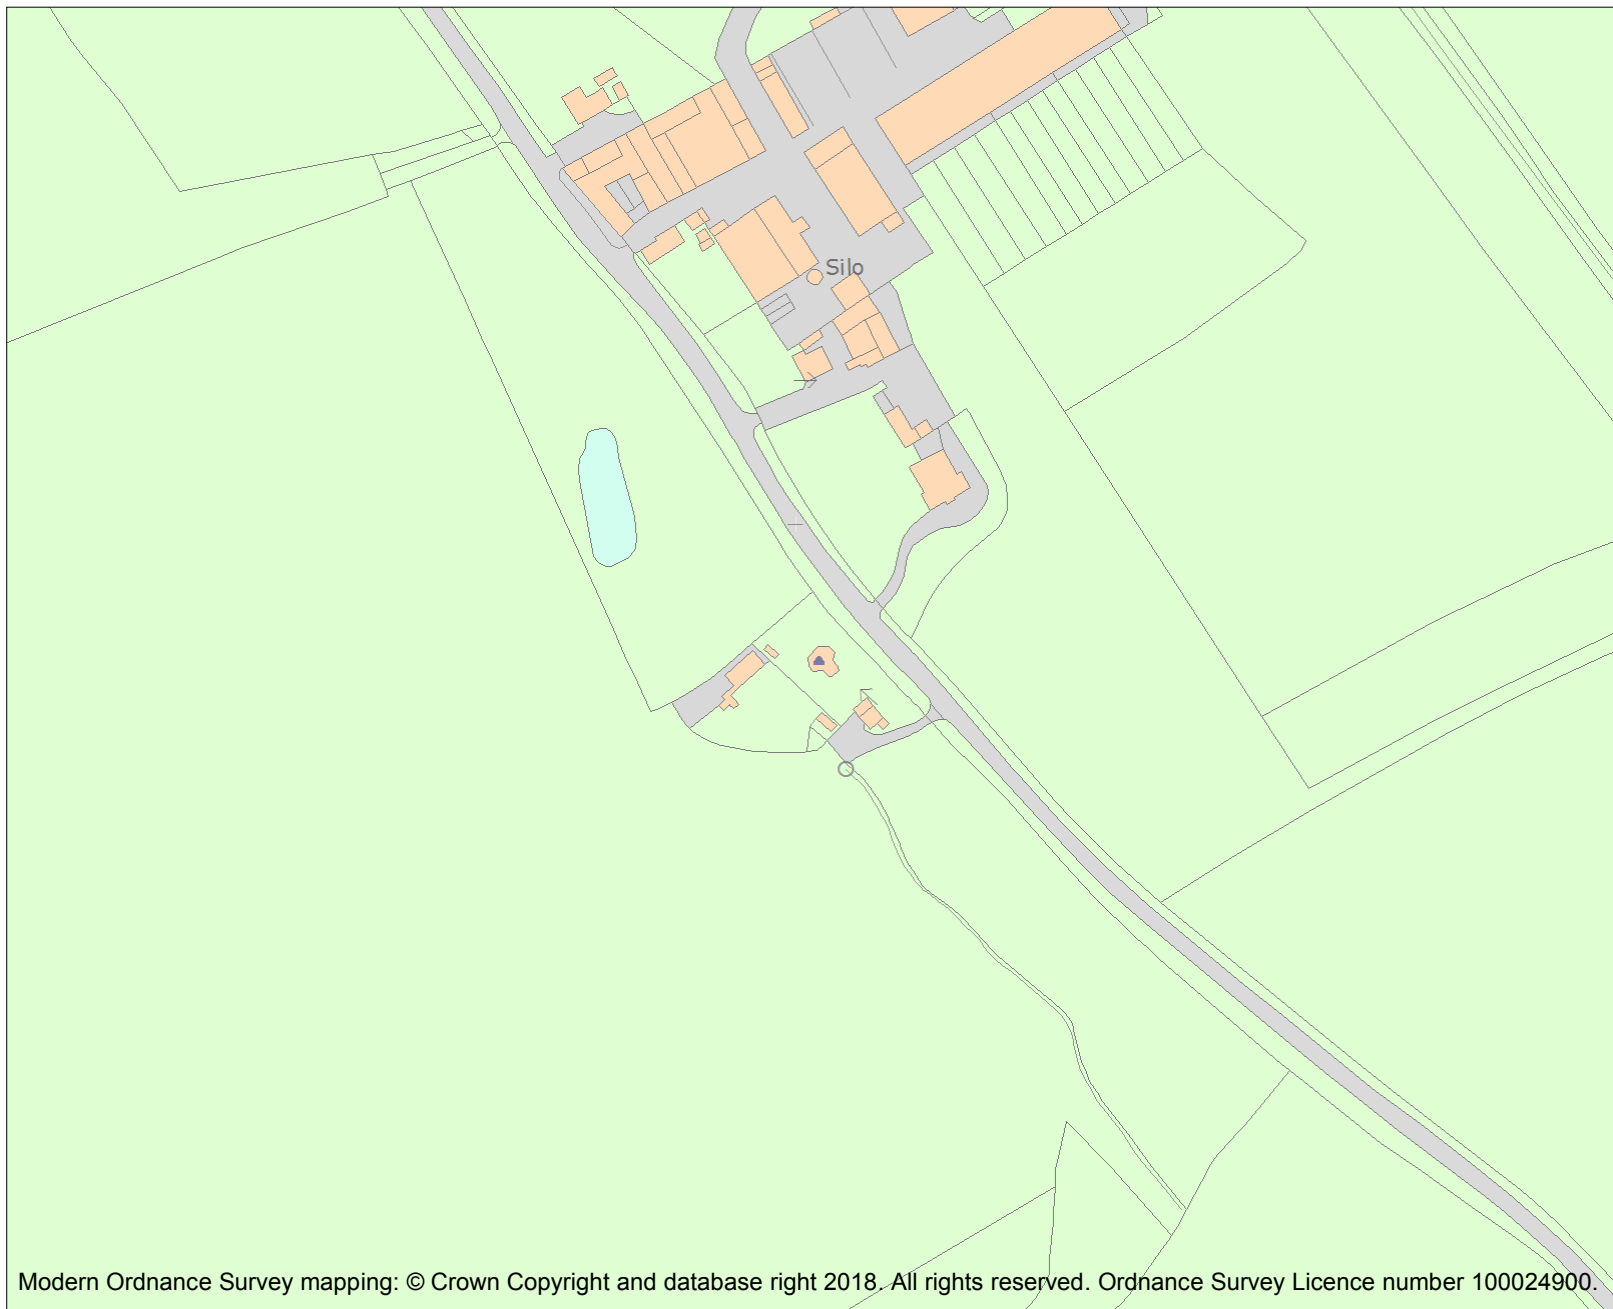 Silo
Modern Ordnance Survey mapping: © Crown Copyright and database right 2018. All rights reserved. Ordnance Survey Licence number 100024900.